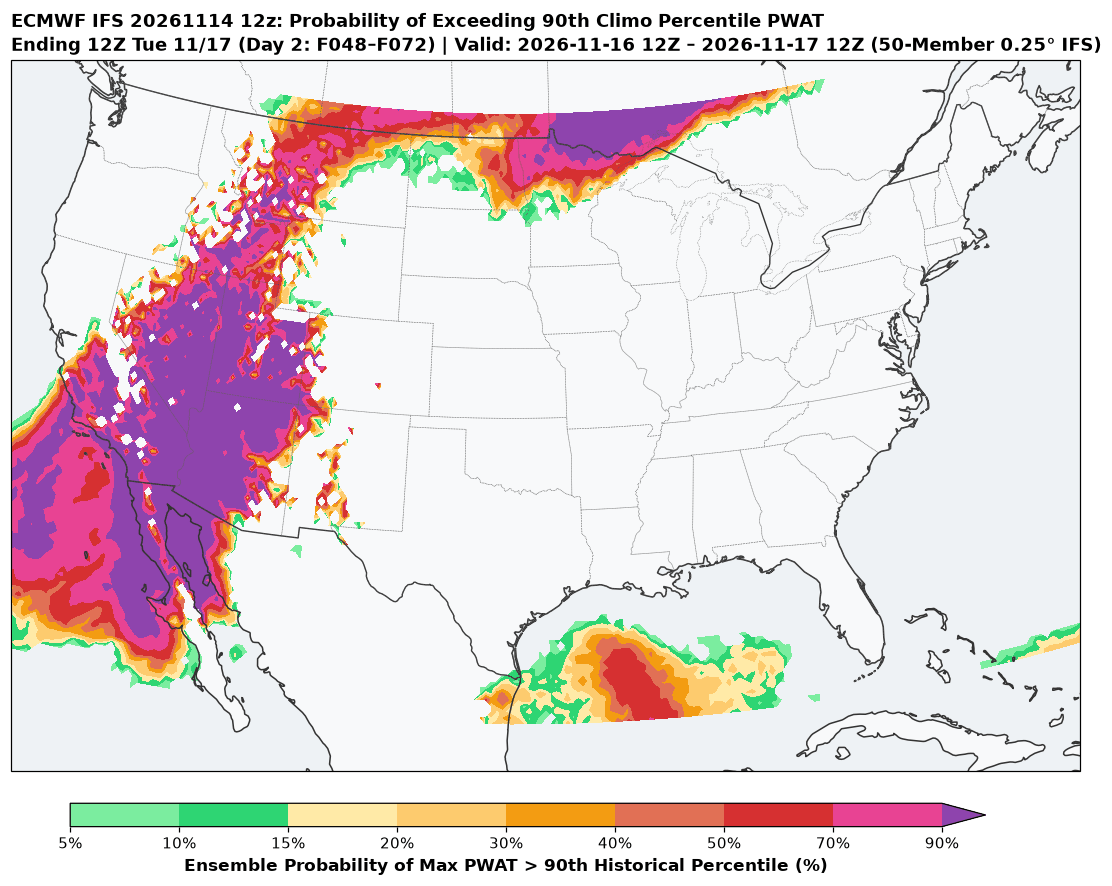 ECMWF IFS 20261114 12z: Probability of Exceeding 90th Climo Percentile PWAT
Ending 12Z Tue 11/17 (Day 2: F048–F072) | Valid: 2026-11-16 12Z – 2026-11-17 12Z (50-Member 0.25° IFS)
5% 10% 15% 20% 30% 40% 50% 70% 90%
Ensemble Probability of Max PWAT > 90th Historical Percentile (%)